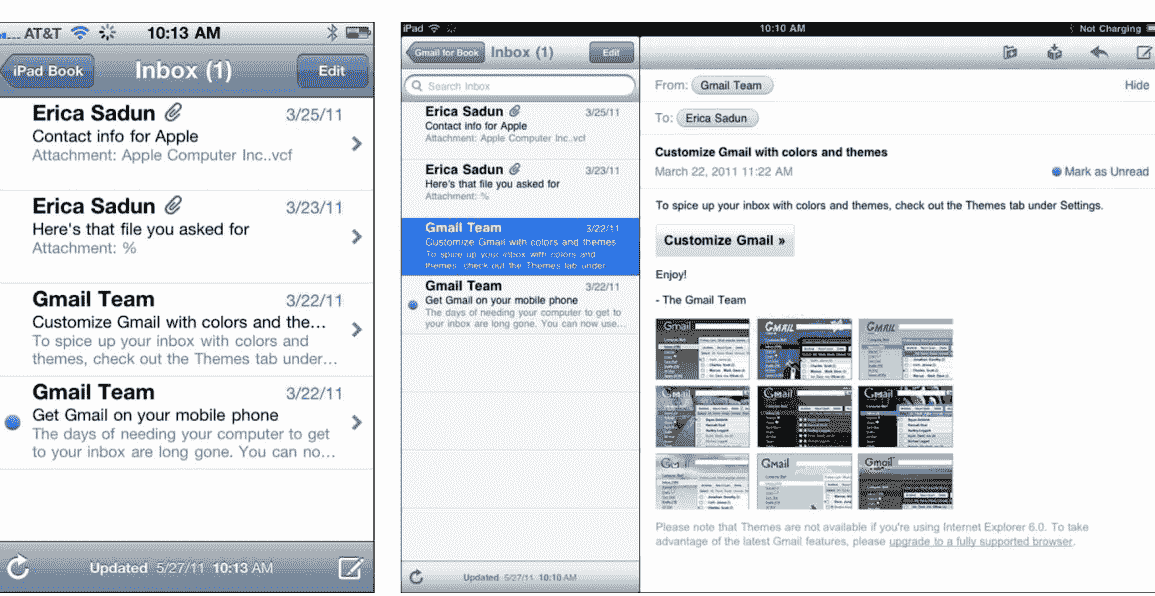 AT&T 10:13 AM
iPad Book Inbox (1) Edit
Erica Sadun 3/25/11
Contact info for Apple
Attachment: Apple Computer Inc..vcf
Erica Sadun 3/23/11
Here's that file you asked for
Attachment: %
Gmail Team 3/22/11
Customize Gmail with colors and the...
To spice up your inbox with colors and
themes, check out the Themes tab under...
Gmail Team 3/22/11
Get Gmail on your mobile phone
The days of needing your computer to get
to your inbox are long gone. You can no...
Updated 5/27/11 10:13 AM
iPad 10:10 AM Not Charging
Gmail for Book Inbox (1) Edit
Search Inbox
Erica Sadun 3/25/11
Contact info for Apple
Attachment: Apple Computer Inc..vcf
Erica Sadun 3/23/11
Here's that file you asked for
Attachment: %
Gmail Team 3/22/11
Customize Gmail with colors and themes
To spice up your inbox with colors and
themes, check out the Themes tab under
Gmail Team 3/22/11
Get Gmail on your mobile phone
The days of needing your computer to get to
your inbox are long gone. You can now use...
Updated 5/27/11 10:10 AM
From: Gmail Team Hide
To: Erica Sadun
Customize Gmail with colors and themes
March 22, 2011 11:22 AM Mark as Unread
To spice up your inbox with colors and themes, check out the Themes tab under Settings.
Customize Gmail »
Enjoy!
- The Gmail Team
Gmail GMAIL GMAIL
Gmail Gmail Gmail
Gmail Gmail Gmail
Please note that Themes are not available if you're using Internet Explorer 6.0. To take
advantage of the latest Gmail features, please upgrade to a fully supported browser.